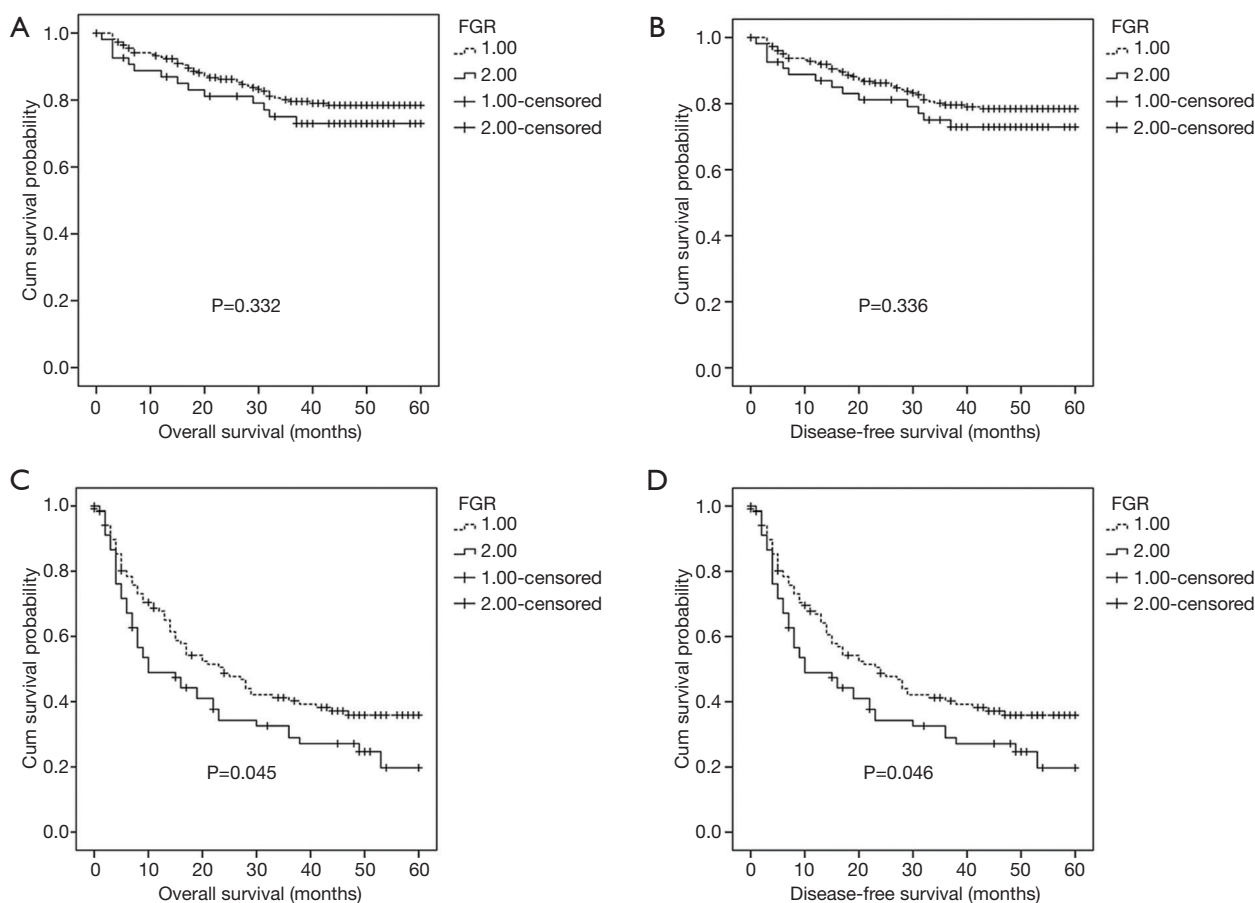 A
Cum survival probability
1.0
0.8
0.6
0.4
0.2
0.0
P=0.332
0 10 20 30 40 50 60
Overall survival (months)
FGR
1.00
2.00
1.00-censored
2.00-censored
B
Cum survival probability
1.0
0.8
0.6
0.4
0.2
0.0
P=0.336
0 10 20 30 40 50 60
Disease-free survival (months)
FGR
1.00
2.00
1.00-censored
2.00-censored
C
Cum survival probability
1.0
0.8
0.6
0.4
0.2
0.0
P=0.045
0 10 20 30 40 50 60
Overall survival (months)
FGR
1.00
2.00
1.00-censored
2.00-censored
D
Cum survival probability
1.0
0.8
0.6
0.4
0.2
0.0
P=0.046
0 10 20 30 40 50 60
Disease-free survival (months)
FGR
1.00
2.00
1.00-censored
2.00-censored